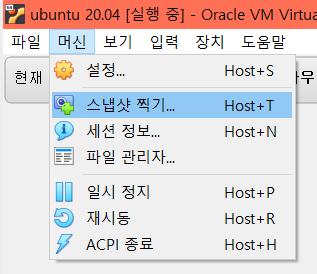 ubuntu 20.04 [실행 중] - Oracle VM Virtu
파일 머신 보기 입력 장치 도움말
현재
설정... Host+S
스냅샷 찍기... Host+T
세션 정보... Host+N
파일 관리자...
일시 정지 Host+P
재시동 Host+R
ACPI 종료 Host+H